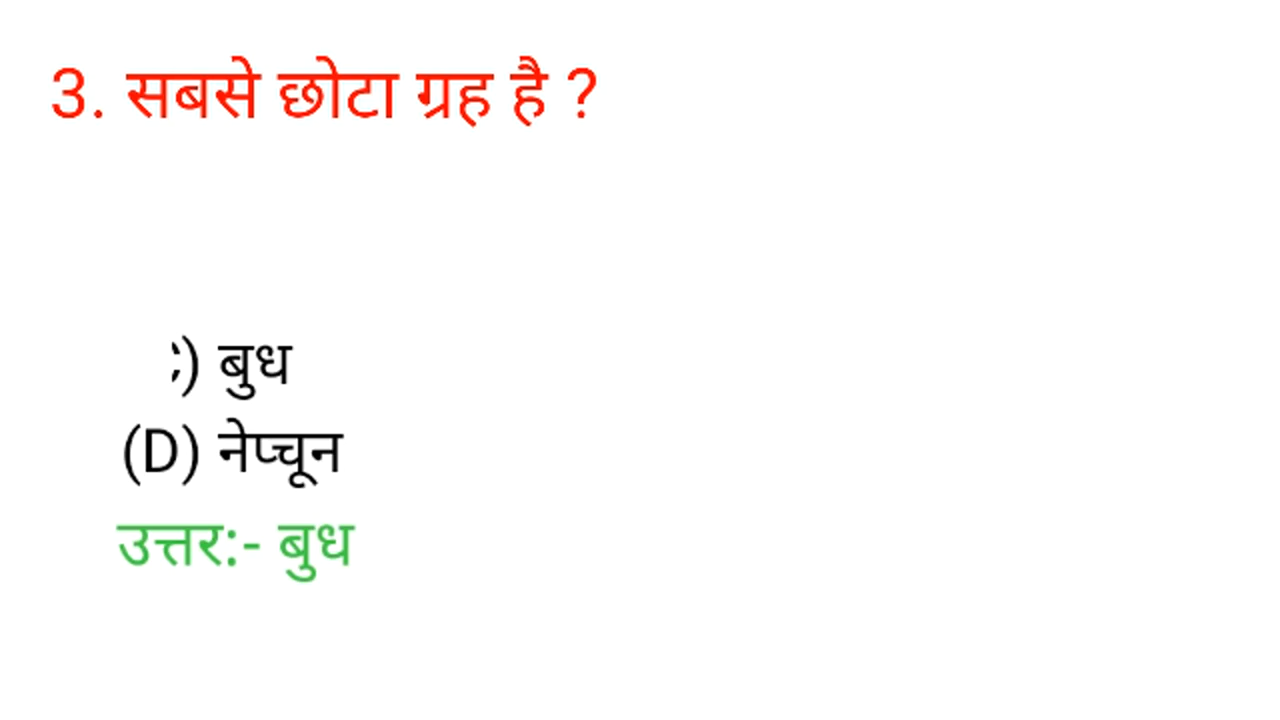 3. सबसे छोटा ग्रह है ?
) बुध
(D) नेप्चून
उत्तर:- बुध